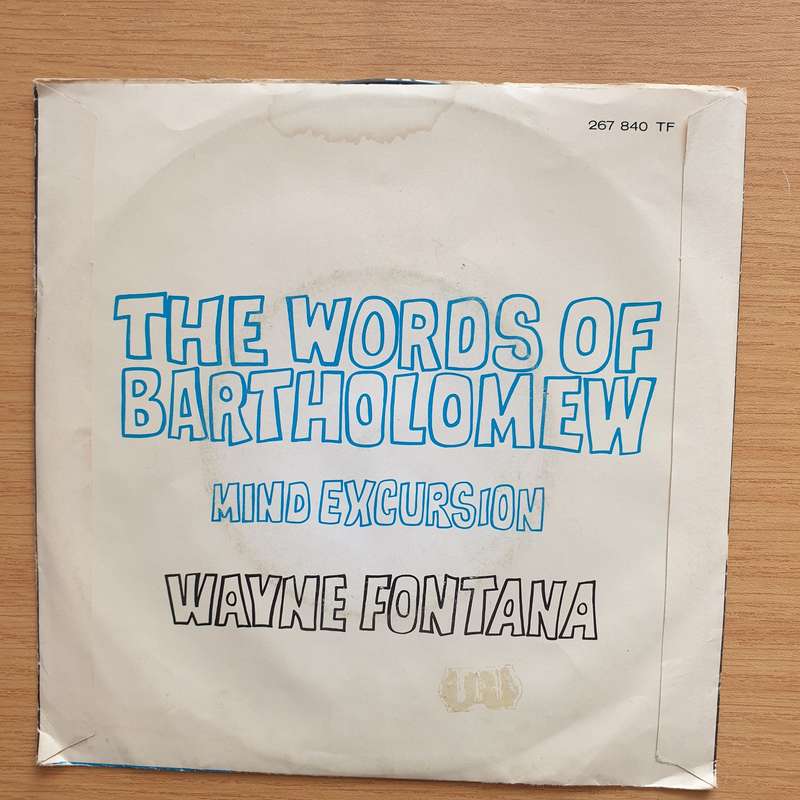 267 840 TF
THE WORDS OF
BARTHOLOMEW
MIND EXCURSION
WAYNE FONTANA